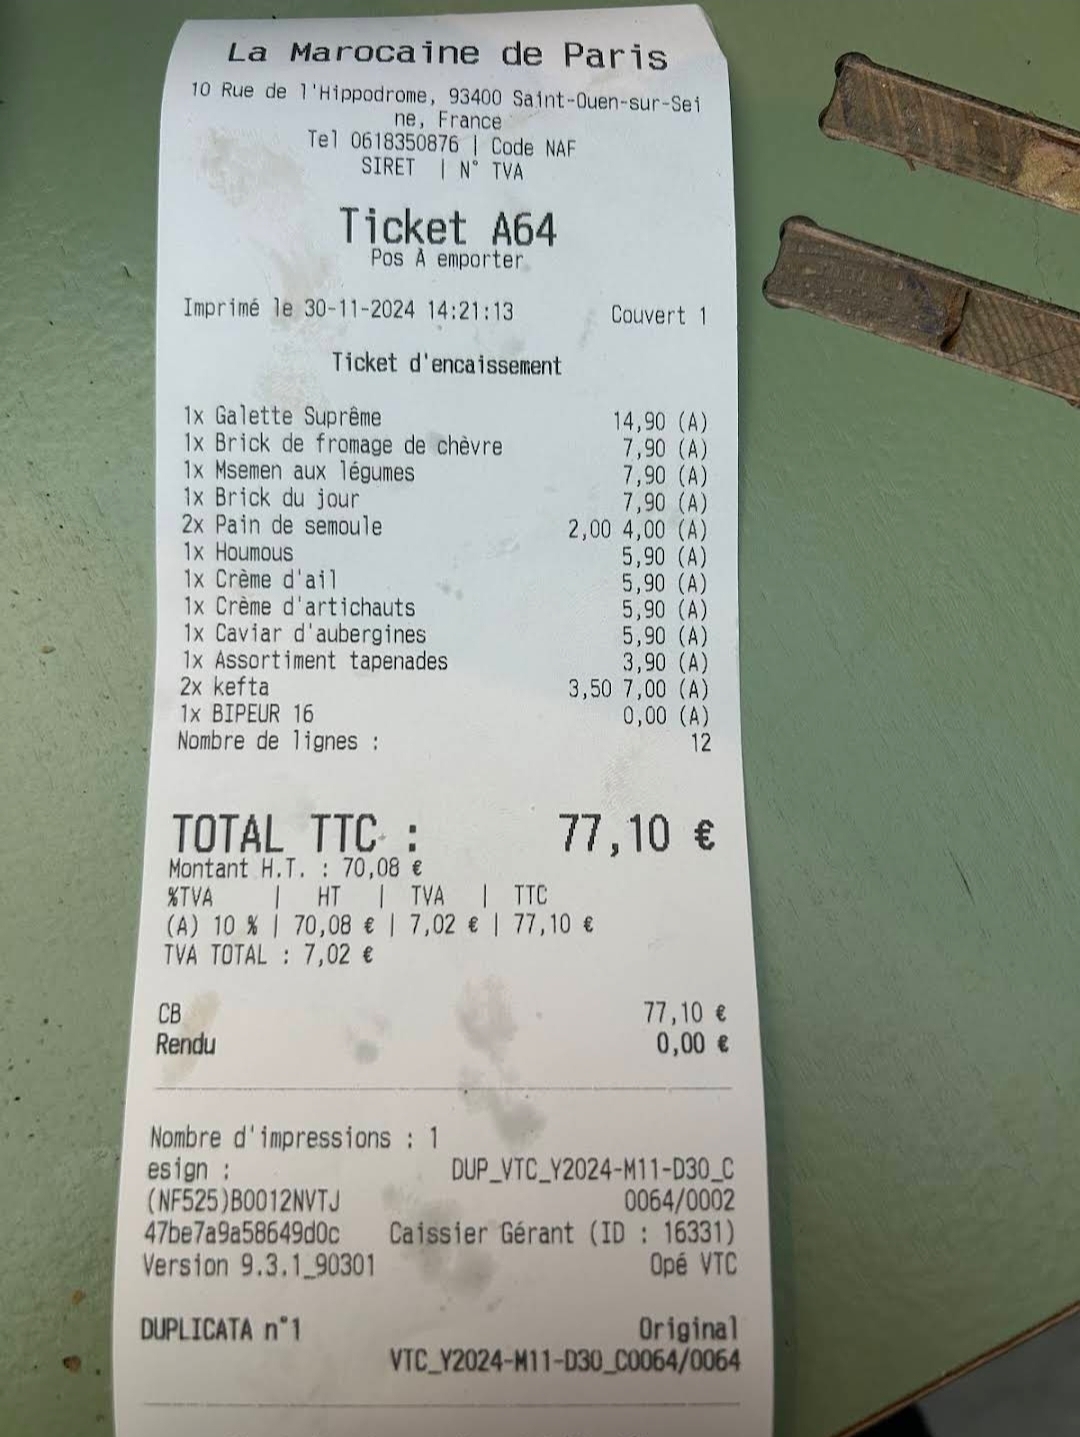 La Marocaine de Paris
10 Rue de l'Hippodrome, 93400 Saint-Ouen-sur-Sei
ne, France
Tel 0618350876 | Code NAF
SIRET | N° TVA
Ticket A64
Pos À emporter
Imprimé le 30-11-2024 14:21:13 Couvert 1
Ticket d'encaissement
1x Galette Suprême 14,90 (A)
1x Brick de fromage de chèvre 7,90 (A)
1x Msemen aux légumes 7,90 (A)
1x Brick du jour 7,90 (A)
2x Pain de semoule 2,00 4,00 (A)
1x Houmous 5,90 (A)
1x Crème d'ail 5,90 (A)
1x Crème d'artichauts 5,90 (A)
1x Caviar d'aubergines 5,90 (A)
1x Assortiment tapenades 3,90 (A)
2x kefta 3,50 7,00 (A)
1x BIPEUR 16 0,00 (A)
Nombre de lignes : 12
TOTAL TTC : 77,10 €
Montant H.T. : 70,08 €
%TVA | HT | TVA | TTC
(A) 10 % | 70,08 € | 7,02 € | 77,10 €
TVA TOTAL : 7,02 €
CB 77,10 €
Rendu 0,00 €
Nombre d'impressions : 1
esign : DUP_VTC_Y2024-M11-D30_C
(NF525)B0012NVTJ 0064/0002
47be7a9a58649d0c Caissier Gérant (ID : 16331)
Version 9.3.1_90301 Opé VTC
DUPLICATA n°1 Original
VTC_Y2024-M11-D30_C0064/0064